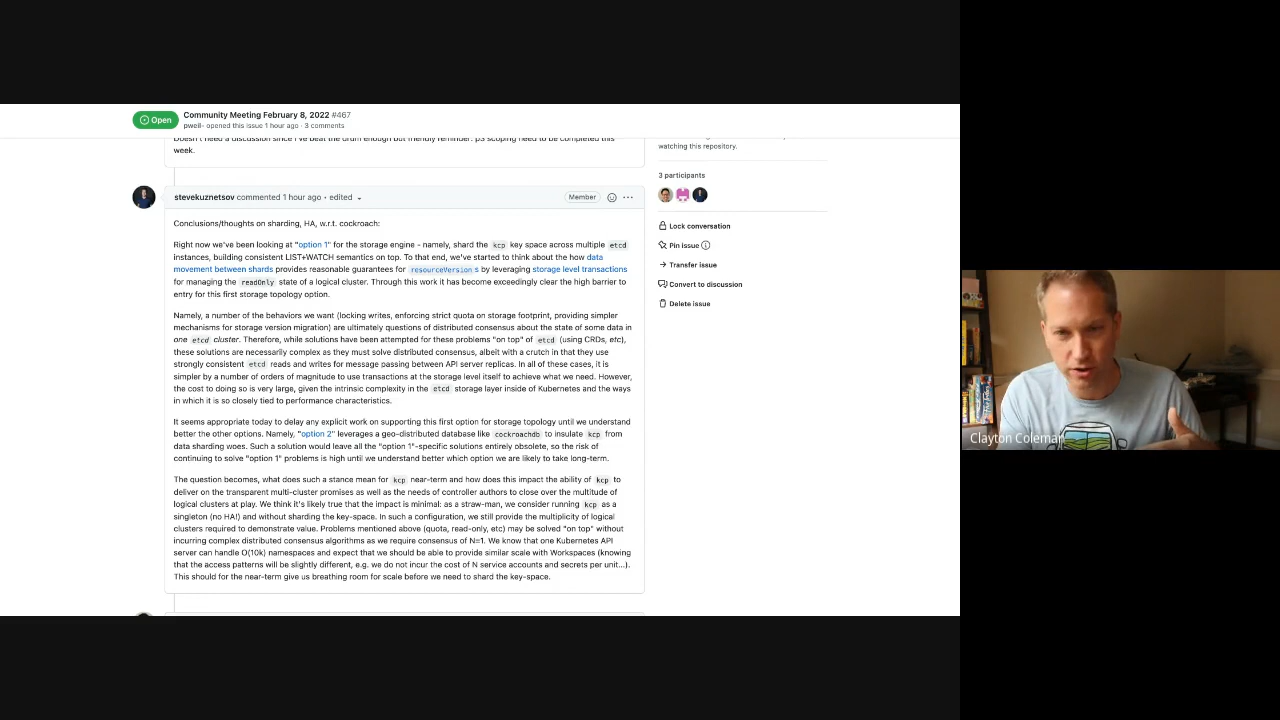 Open
Community Meeting February 8, 2022 #467
pweil- opened this issue 1 hour ago · 3 comments
Doesn't need a discussion since I've beat the drum enough but friendly reminder: p3 scoping need to be completed this
week.
stevekuznetsov commented 1 hour ago • edited
Member
Conclusions/thoughts on sharding, HA, w.r.t. cockroach:
Right now we've been looking at "option 1" for the storage engine - namely, shard the kcp key space across multiple etcd
instances, building consistent LIST+WATCH semantics on top. To that end, we've started to think about the how data
movement between shards provides reasonable guarantees for resourceVersion s by leveraging storage level transactions
for managing the readOnly state of a logical cluster. Through this work it has become exceedingly clear the high barrier to
entry for this first storage topology option.
Namely, a number of the behaviors we want (locking writes, enforcing strict quota on storage footprint, providing simpler
mechanisms for storage version migration) are ultimately questions of distributed consensus about the state of some data in
one etcd cluster. Therefore, while solutions have been attempted for these problems "on top" of etcd (using CRDs, etc),
these solutions are necessarily complex as they must solve distributed consensus, albeit with a crutch in that they use
strongly consistent etcd reads and writes for message passing between API server replicas. In all of these cases, it is
simpler by a number of orders of magnitude to use transactions at the storage level itself to achieve what we need. However,
the cost to doing so is very large, given the intrinsic complexity in the etcd storage layer inside of Kubernetes and the ways
in which it is so closely tied to performance characteristics.
It seems appropriate today to delay any explicit work on supporting this first option for storage topology until we understand
better the other options. Namely, "option 2" leverages a geo-distributed database like cockroachdb to insulate kcp from
data sharding woes. Such a solution would leave all the "option 1"-specific solutions entirely obsolete, so the risk of
continuing to solve "option 1" problems is high until we understand better which option we are likely to take long-term.
The question becomes, what does such a stance mean for kcp near-term and how does this impact the ability of kcp to
deliver on the transparent multi-cluster promises as well as the needs of controller authors to close over the multitude of
logical clusters at play. We think it's likely true that the impact is minimal: as a straw-man, we consider running kcp as a
singleton (no HA!) and without sharding the key-space. In such a configuration, we still provide the multiplicity of logical
clusters required to demonstrate value. Problems mentioned above (quota, read-only, etc) may be solved "on top" without
incurring complex distributed consensus algorithms as we require consensus of N=1. We know that one Kubernetes API
server can handle O(10k) namespaces and expect that we should be able to provide similar scale with Workspaces (knowing
that the access patterns will be slightly different, e.g. we do not incur the cost of N service accounts and secrets per unit...).
This should for the near-term give us breathing room for scale before we need to shard the key-space.
watching this repository.
3 participants
Lock conversation
Pin issue
Transfer issue
Convert to discussion
Delete issue
Clayton Coleman